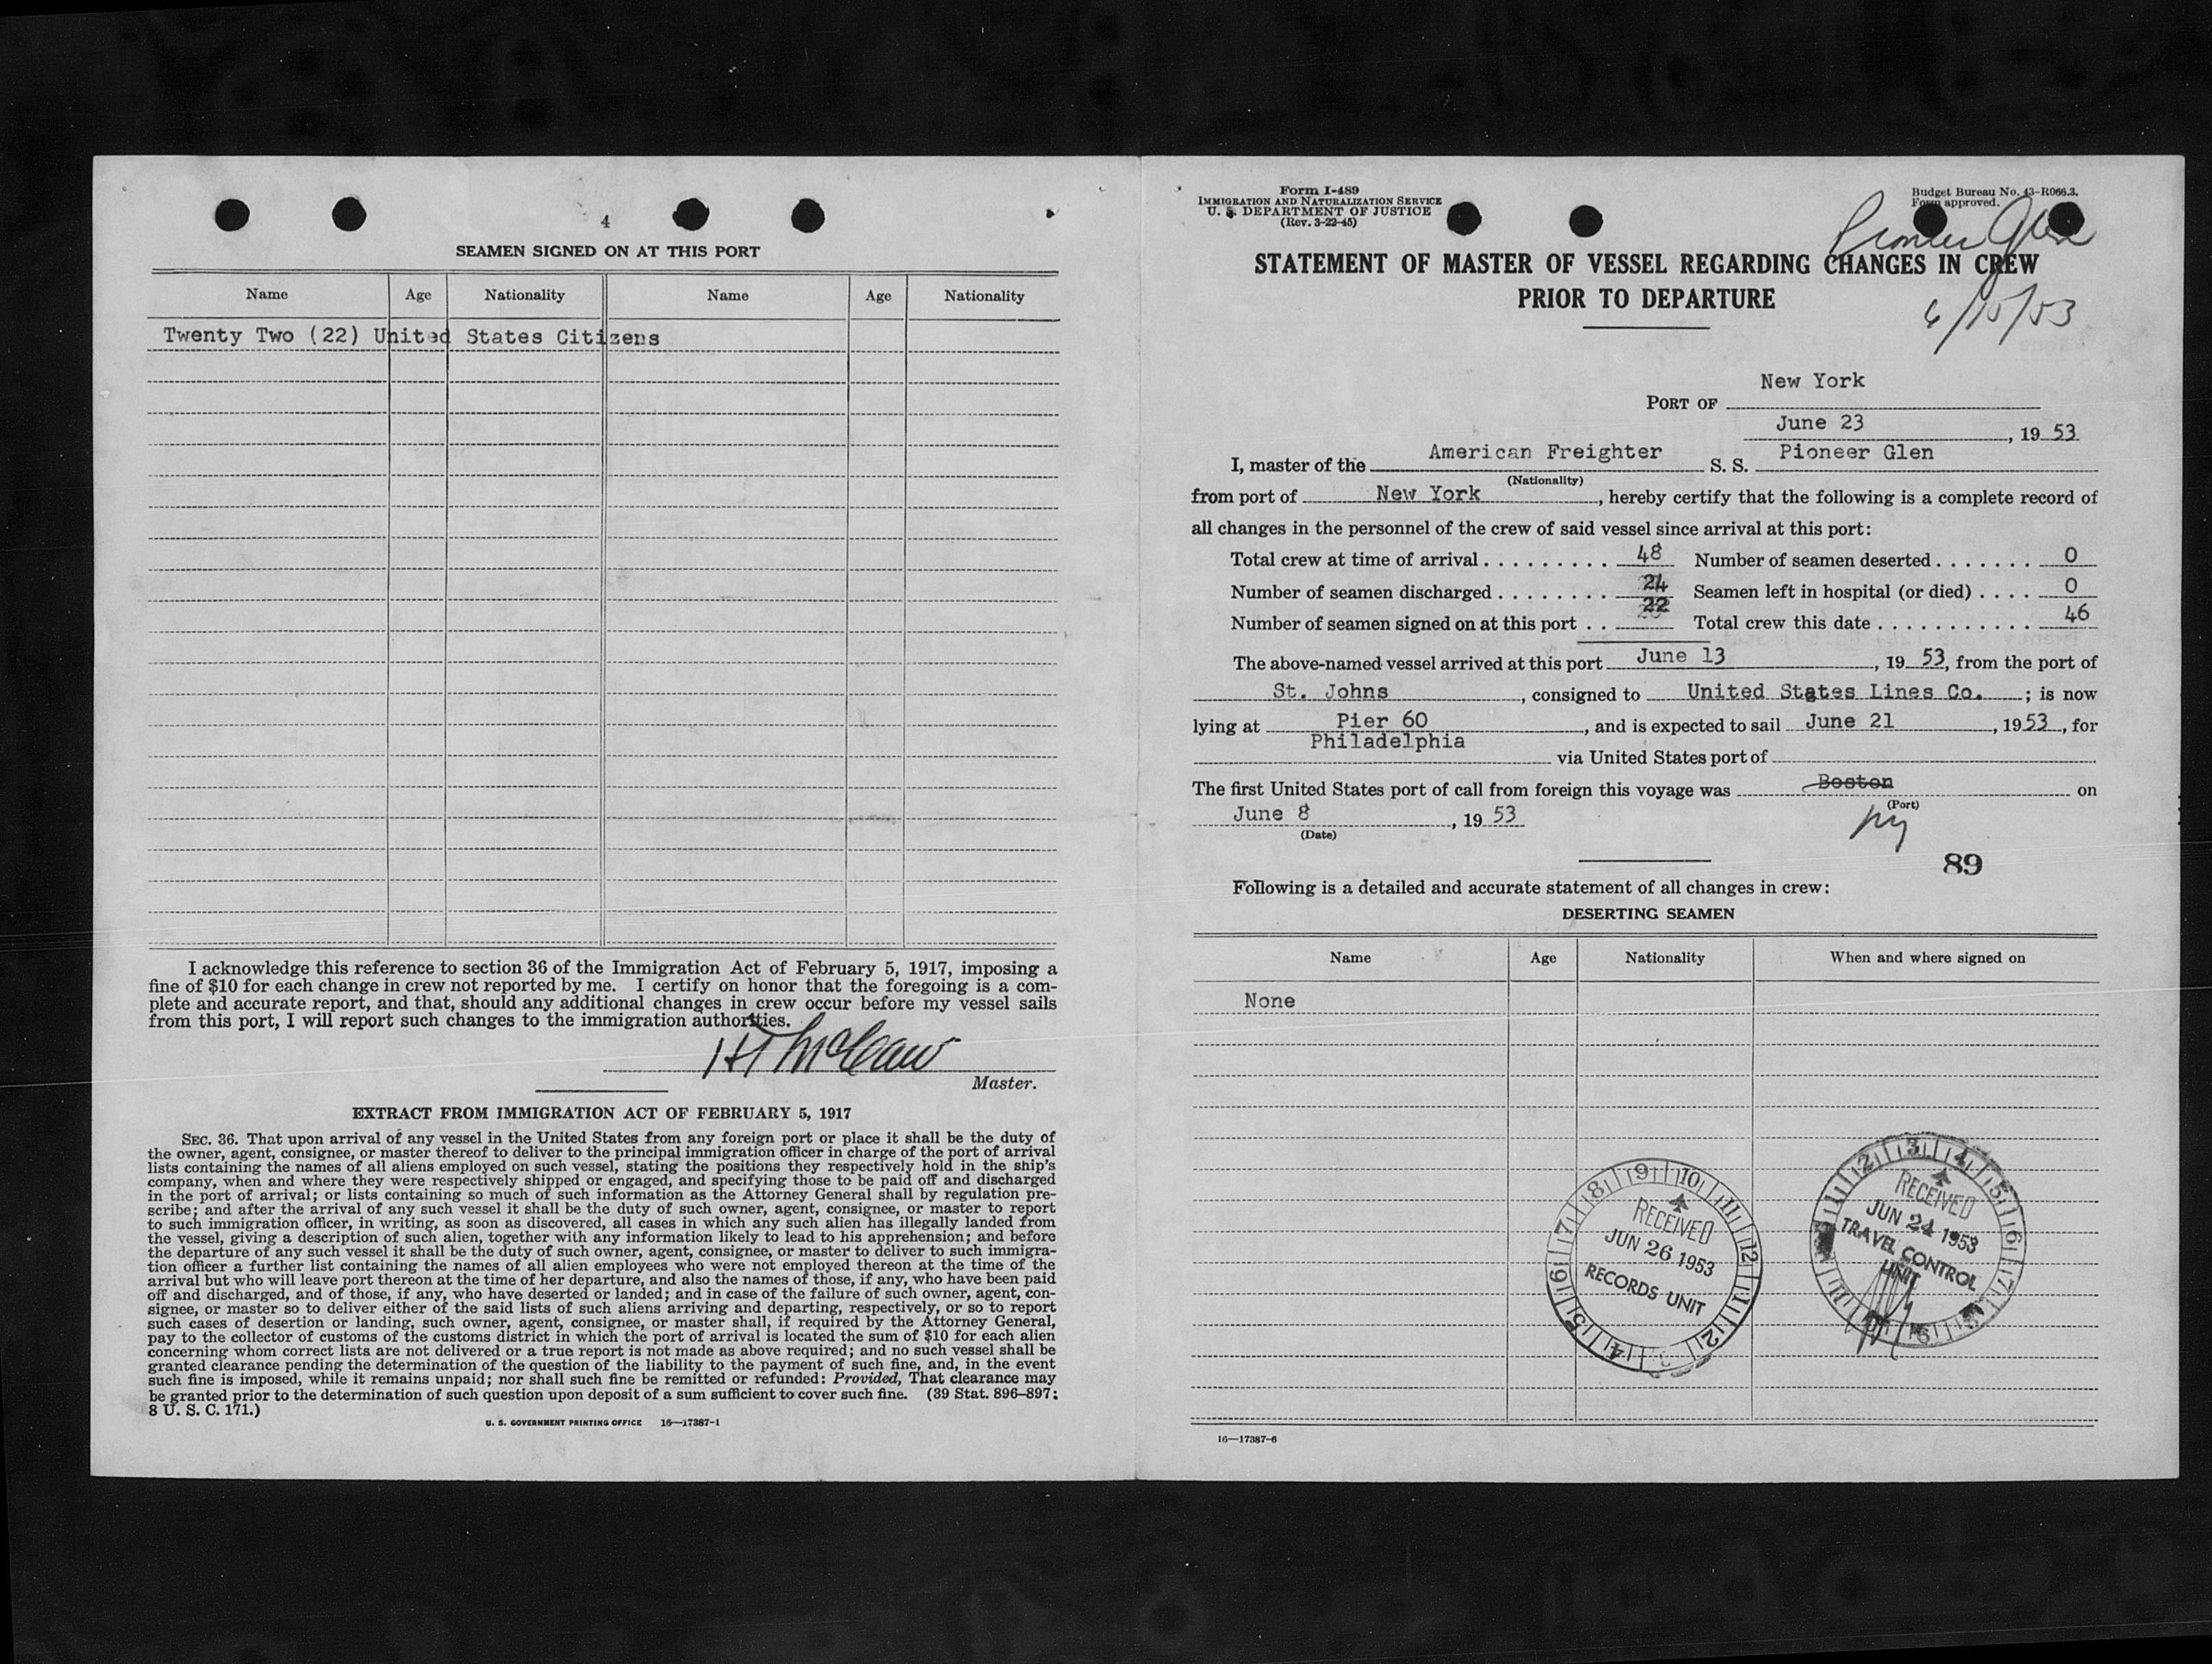 4
SEAMEN SIGNED ON AT THIS PORT
Name Age Nationality Name Age Nationality
Twenty Two (22) United States Citizens
I acknowledge this reference to section 36 of the Immigration Act of February 5, 1917, imposing a
fine of $10 for each change in crew not reported by me. I certify on honor that the foregoing is a com-
plete and accurate report, and that, should any additional changes in crew occur before my vessel sails
from this port, I will report such changes to the immigration authorities.
Master.
EXTRACT FROM IMMIGRATION ACT OF FEBRUARY 5, 1917
SEC. 36. That upon arrival of any vessel in the United States from any foreign port or place it shall be the duty of
the owner, agent, consignee, or master thereof to deliver to the principal immigration officer in charge of the port of arrival
lists containing the names of all aliens employed on such vessel, stating the positions they respectively hold in the ship's
company, when and where they were respectively shipped or engaged, and specifying those to be paid off and discharged
in the port of arrival; or lists containing so much of such information as the Attorney General shall by regulation pre-
scribe; and after the arrival of any such vessel it shall be the duty of such owner, agent, consignee, or master to report
to such immigration officer, in writing, as soon as discovered, all cases in which any such alien has illegally landed from
the vessel, giving a description of such alien, together with any information likely to lead to his apprehension; and before
the departure of any such vessel it shall be the duty of such owner, agent, consignee, or master to deliver to such immigra-
tion officer a further list containing the names of all alien employees who were not employed thereon at the time of the
arrival but who will leave port thereon at the time of her departure, and also the names of those, if any, who have been paid
off and discharged, and of those, if any, who have deserted or landed; and in case of the failure of such owner, agent, con-
signee, or master so to deliver either of the said lists of such aliens arriving and departing, respectively, or so to report
such cases of desertion or landing, such owner, agent, consignee, or master shall, if required by the Attorney General,
pay to the collector of customs of the customs district in which the port of arrival is located the sum of $10 for each alien
concerning whom correct lists are not delivered or a true report is not made as above required; and no such vessel shall be
granted clearance pending the determination of the question of the liability to the payment of such fine, and, in the event
such fine is imposed, while it remains unpaid; nor shall such fine be remitted or refunded: Provided, That clearance may
be granted prior to the determination of such question upon deposit of a sum sufficient to cover such fine. (39 Stat. 896–897;
8 U. S. C. 171.)
U. S. GOVERNMENT PRINTING OFFICE 16—17387-1
Form I-489
IMMIGRATION AND NATURALIZATION SERVICE
U. S. DEPARTMENT OF JUSTICE
(Rev. 3-22-45)
Budget Bureau No. 43-R066.3.
Form approved.
Pioneer Glen
STATEMENT OF MASTER OF VESSEL REGARDING CHANGES IN CREW
PRIOR TO DEPARTURE
6/15/53
PORT OF New York
June 23, 19 53
I, master of the American Freighter S. S. Pioneer Glen
(Nationality)
from port of New York, hereby certify that the following is a complete record of
all changes in the personnel of the crew of said vessel since arrival at this port:
Total crew at time of arrival . . . . . . . . . 48 Number of seamen deserted . . . . . . . 0
Number of seamen discharged . . . . . . . . 24 Seamen left in hospital (or died) . . . . 0
Number of seamen signed on at this port . . 22 Total crew this date . . . . . . . . . . . 46
The above-named vessel arrived at this port June 13, 19 53, from the port of
St. Johns, consigned to United States Lines Co. ; is now
lying at Pier 60, and is expected to sail June 21, 1953, for
Philadelphia via United States port of
The first United States port of call from foreign this voyage was Boston on
(Port)
June 8, 19 53
(Date)
ny
89
Following is a detailed and accurate statement of all changes in crew:
DESERTING SEAMEN
Name Age Nationality When and where signed on
None
RECEIVED
JUN 26 1953
RECORDS UNIT
RECEIVED
JUN 24 1953
TRAVEL CONTROL
UNIT
16—17387-6